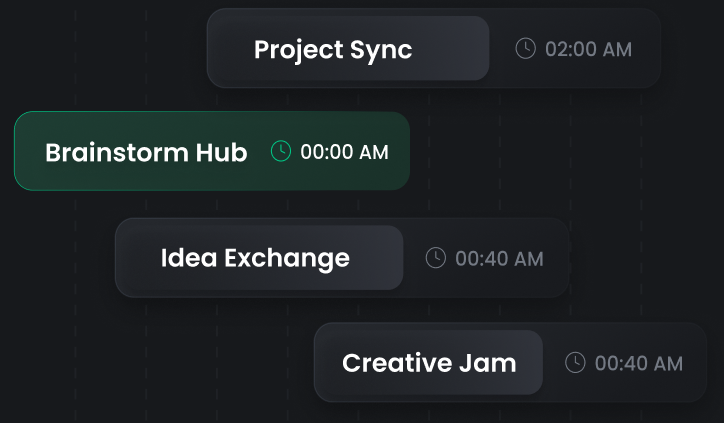 Project Sync 02:00 AM
Brainstorm Hub 00:00 AM
Idea Exchange 00:40 AM
Creative Jam 00:40 AM